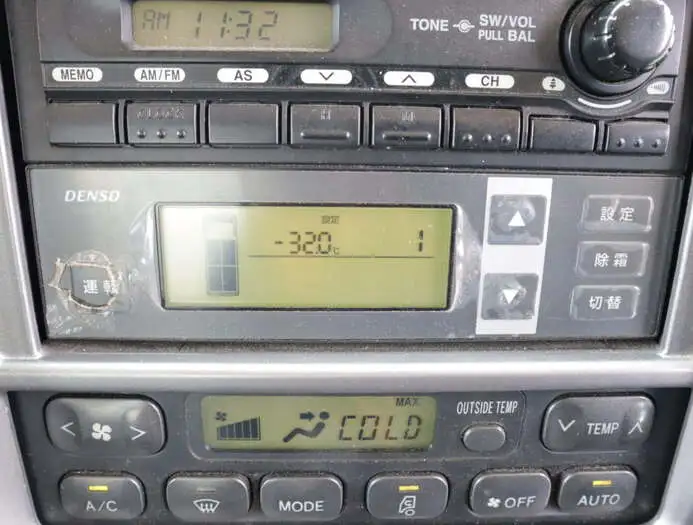 AM 11:32
TONE SW/VOL
PULL BAL
MEMO AM/FM AS CH
CLOCK H M
DENSO
設定
設定
-32.0℃ 1
除霜
運転
切替
MAX
OUTSIDE TEMP
COLD
TEMP
A/C MODE OFF AUTO